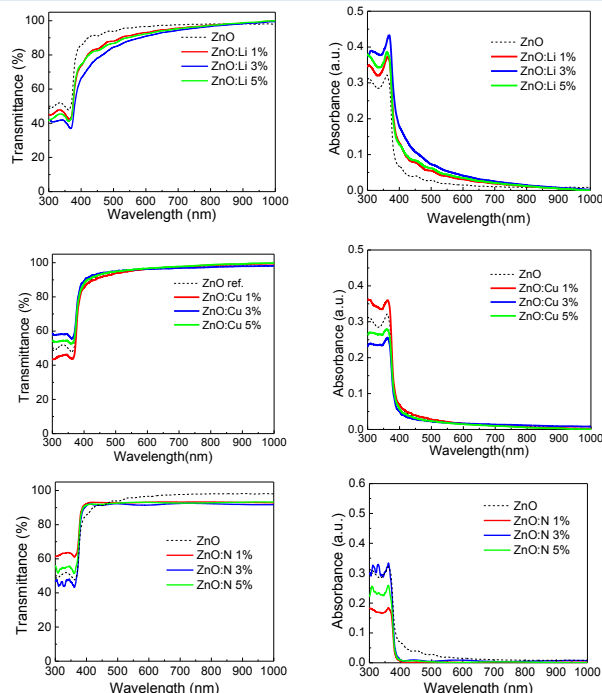 Transmittance (%)
100
80
60
40
20
0
ZnO
ZnO:Li 1%
ZnO:Li 3%
ZnO:Li 5%
300 400 500 600 700 800 900 1000
Wavelength (nm)
Absorbance (a.u.)
0.5
0.4
0.3
0.2
0.1
0.0
ZnO
ZnO:Li 1%
ZnO:Li 3%
ZnO:Li 5%
300 400 500 600 700 800 900 1000
Wavelength(nm)
Transmittance (%)
100
80
60
40
20
0
ZnO ref.
ZnO:Cu 1%
ZnO:Cu 3%
ZnO:Cu 5%
300 400 500 600 700 800 900 1000
Wavelength(nm)
Absorbance (a.u.)
0.5
0.4
0.3
0.2
0.1
0.0
ZnO
ZnO:Cu 1%
ZnO:Cu 3%
ZnO:Cu 5%
300 400 500 600 700 800 900 1000
Wavelength(nm)
Transmittance (%)
100
80
60
40
20
0
ZnO
ZnO:N 1%
ZnO:N 3%
ZnO:N 5%
300 400 500 600 700 800 900 1000
Wavelength (nm)
Absorbance (a.u.)
0.6
0.5
0.4
0.3
0.2
0.1
0.0
ZnO
ZnO:N 1%
ZnO:N 3%
ZnO:N 5%
300 400 500 600 700 800 900 1000
Wavelength (nm)